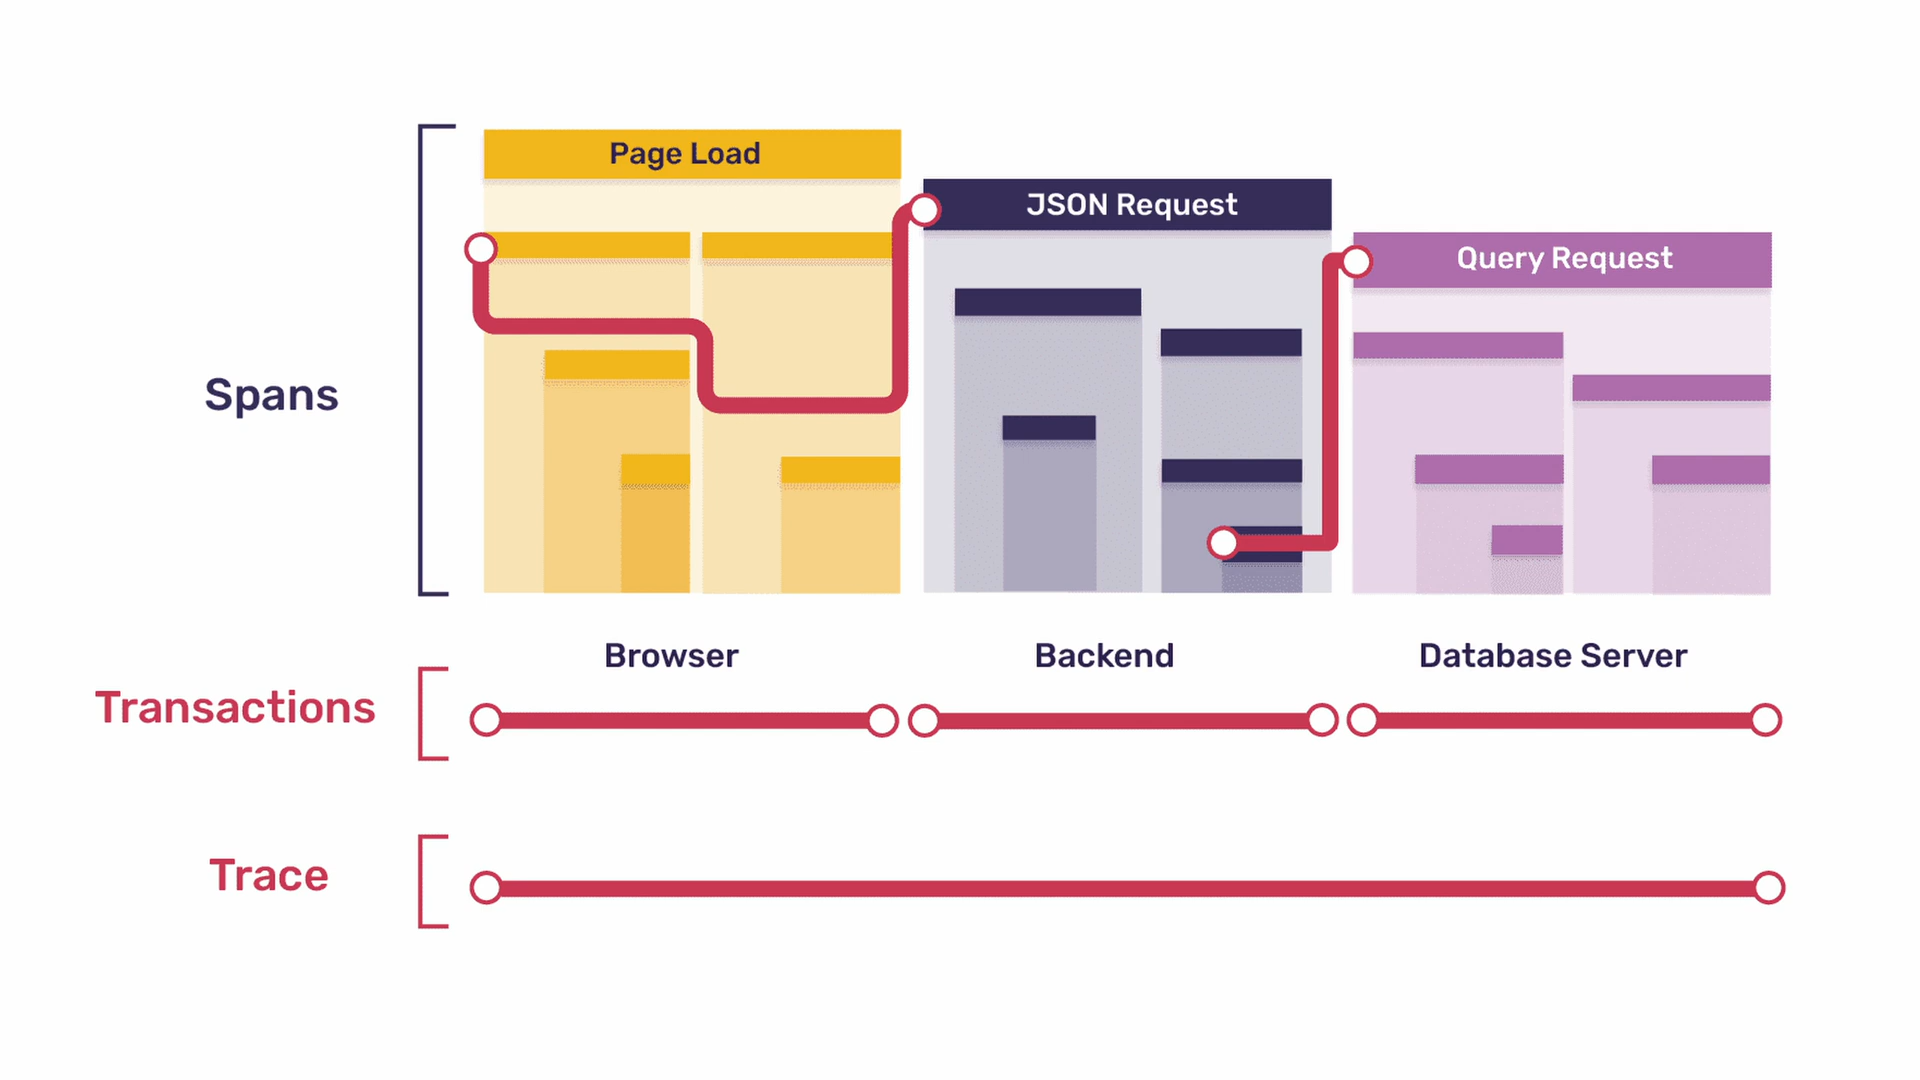 Page Load
JSON Request
Query Request
Spans
Browser
Backend
Database Server
Transactions
Trace